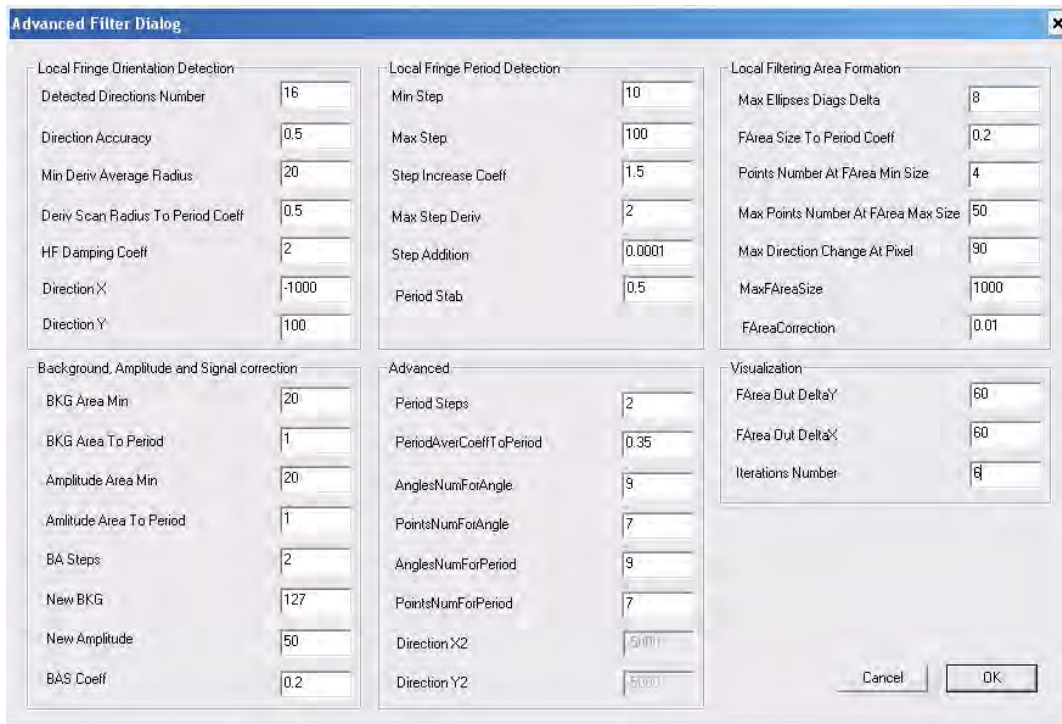 Advanced Filter Dialog
Local Fringe Orientation Detection
Detected Directions Number 16
Direction Accuracy 0.5
Min Deriv Average Radius 20
Deriv Scan Radius To Period Coeff 0.5
HF Damping Coeff 2
Direction X -1000
Direction Y 100
Local Fringe Period Detection
Min Step 10
Max Step 100
Step Increase Coeff 1.5
Max Step Deriv 2
Step Addition 0.0001
Period Stab 0.5
Local Filtering Area Formation
Max Ellipses Diags Delta 8
FArea Size To Period Coeff 0.2
Points Number At FArea Min Size 4
Max Points Number At FArea Max Size 50
Max Direction Change At Pixel 90
MaxFAreaSize 1000
FAreaCorrection 0.01
Background, Amplitude and Signal correction
BKG Area Min 20
BKG Area To Period 1
Amplitude Area Min 20
Amlitude Area To Period 1
BA Steps 2
New BKG 127
New Amplitude 50
BAS Coeff 0.2
Advanced
Period Steps 2
PeriodAverCoeffToPeriod 0.35
AnglesNumForAngle 9
PointsNumForAngle 7
AnglesNumForPeriod 9
PointsNumForPeriod 7
Direction X2
Direction Y2
Visualization
FArea Out DeltaY 60
FArea Out DeltaX 60
Iterations Number 6
Cancel OK